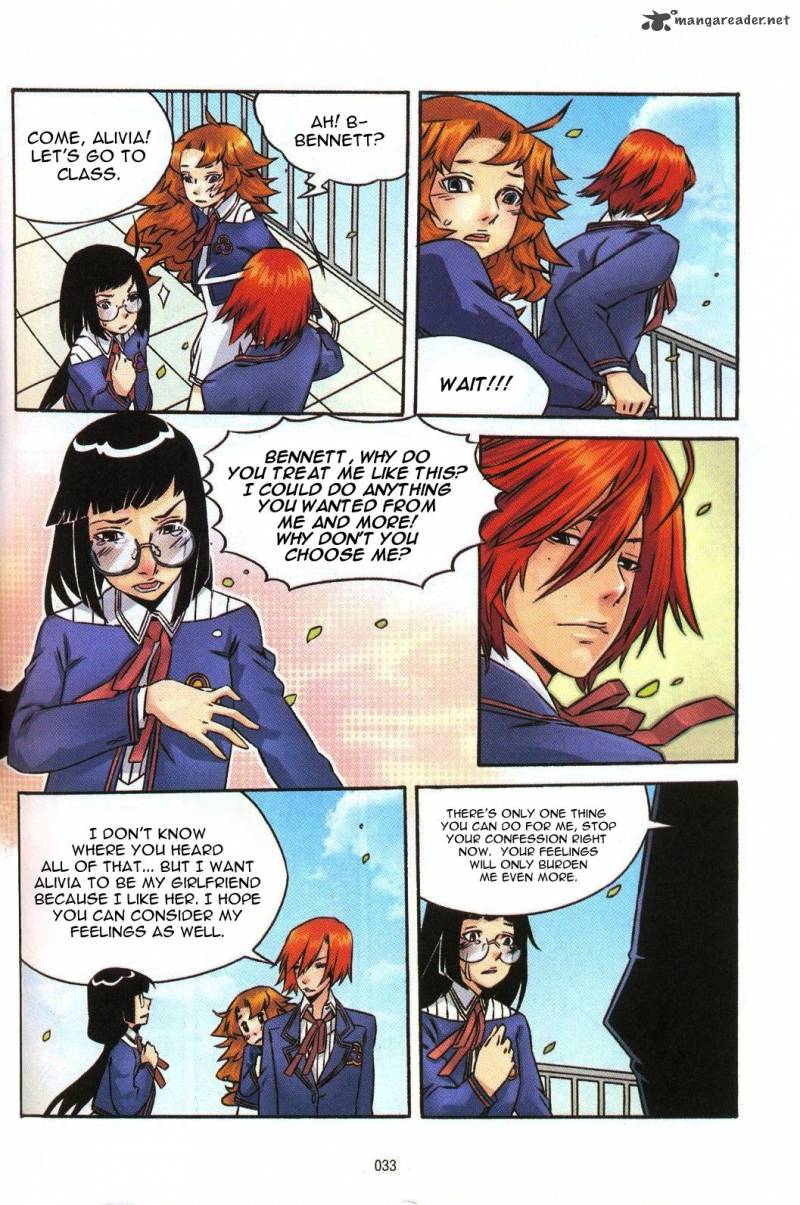 mangareader.net
COME, ALIVIA!
LET'S GO TO
CLASS.
AH! B-
BENNETT?
WAIT!!!
BENNETT, WHY DO
YOU TREAT ME LIKE THIS?
I COULD DO ANYTHING
YOU WANTED FROM
ME AND MORE!
WHY DON'T YOU
CHOOSE ME?
I DON'T KNOW
WHERE YOU HEARD
ALL OF THAT... BUT I WANT
ALIVIA TO BE MY GIRLFRIEND
BECAUSE I LIKE HER. I HOPE
YOU CAN CONSIDER MY
FEELINGS AS WELL.
THERE'S ONLY ONE THING
YOU CAN DO FOR ME, STOP
YOUR CONFESSION RIGHT
NOW. YOUR FEELINGS
WILL ONLY BURDEN
ME EVEN MORE.
033